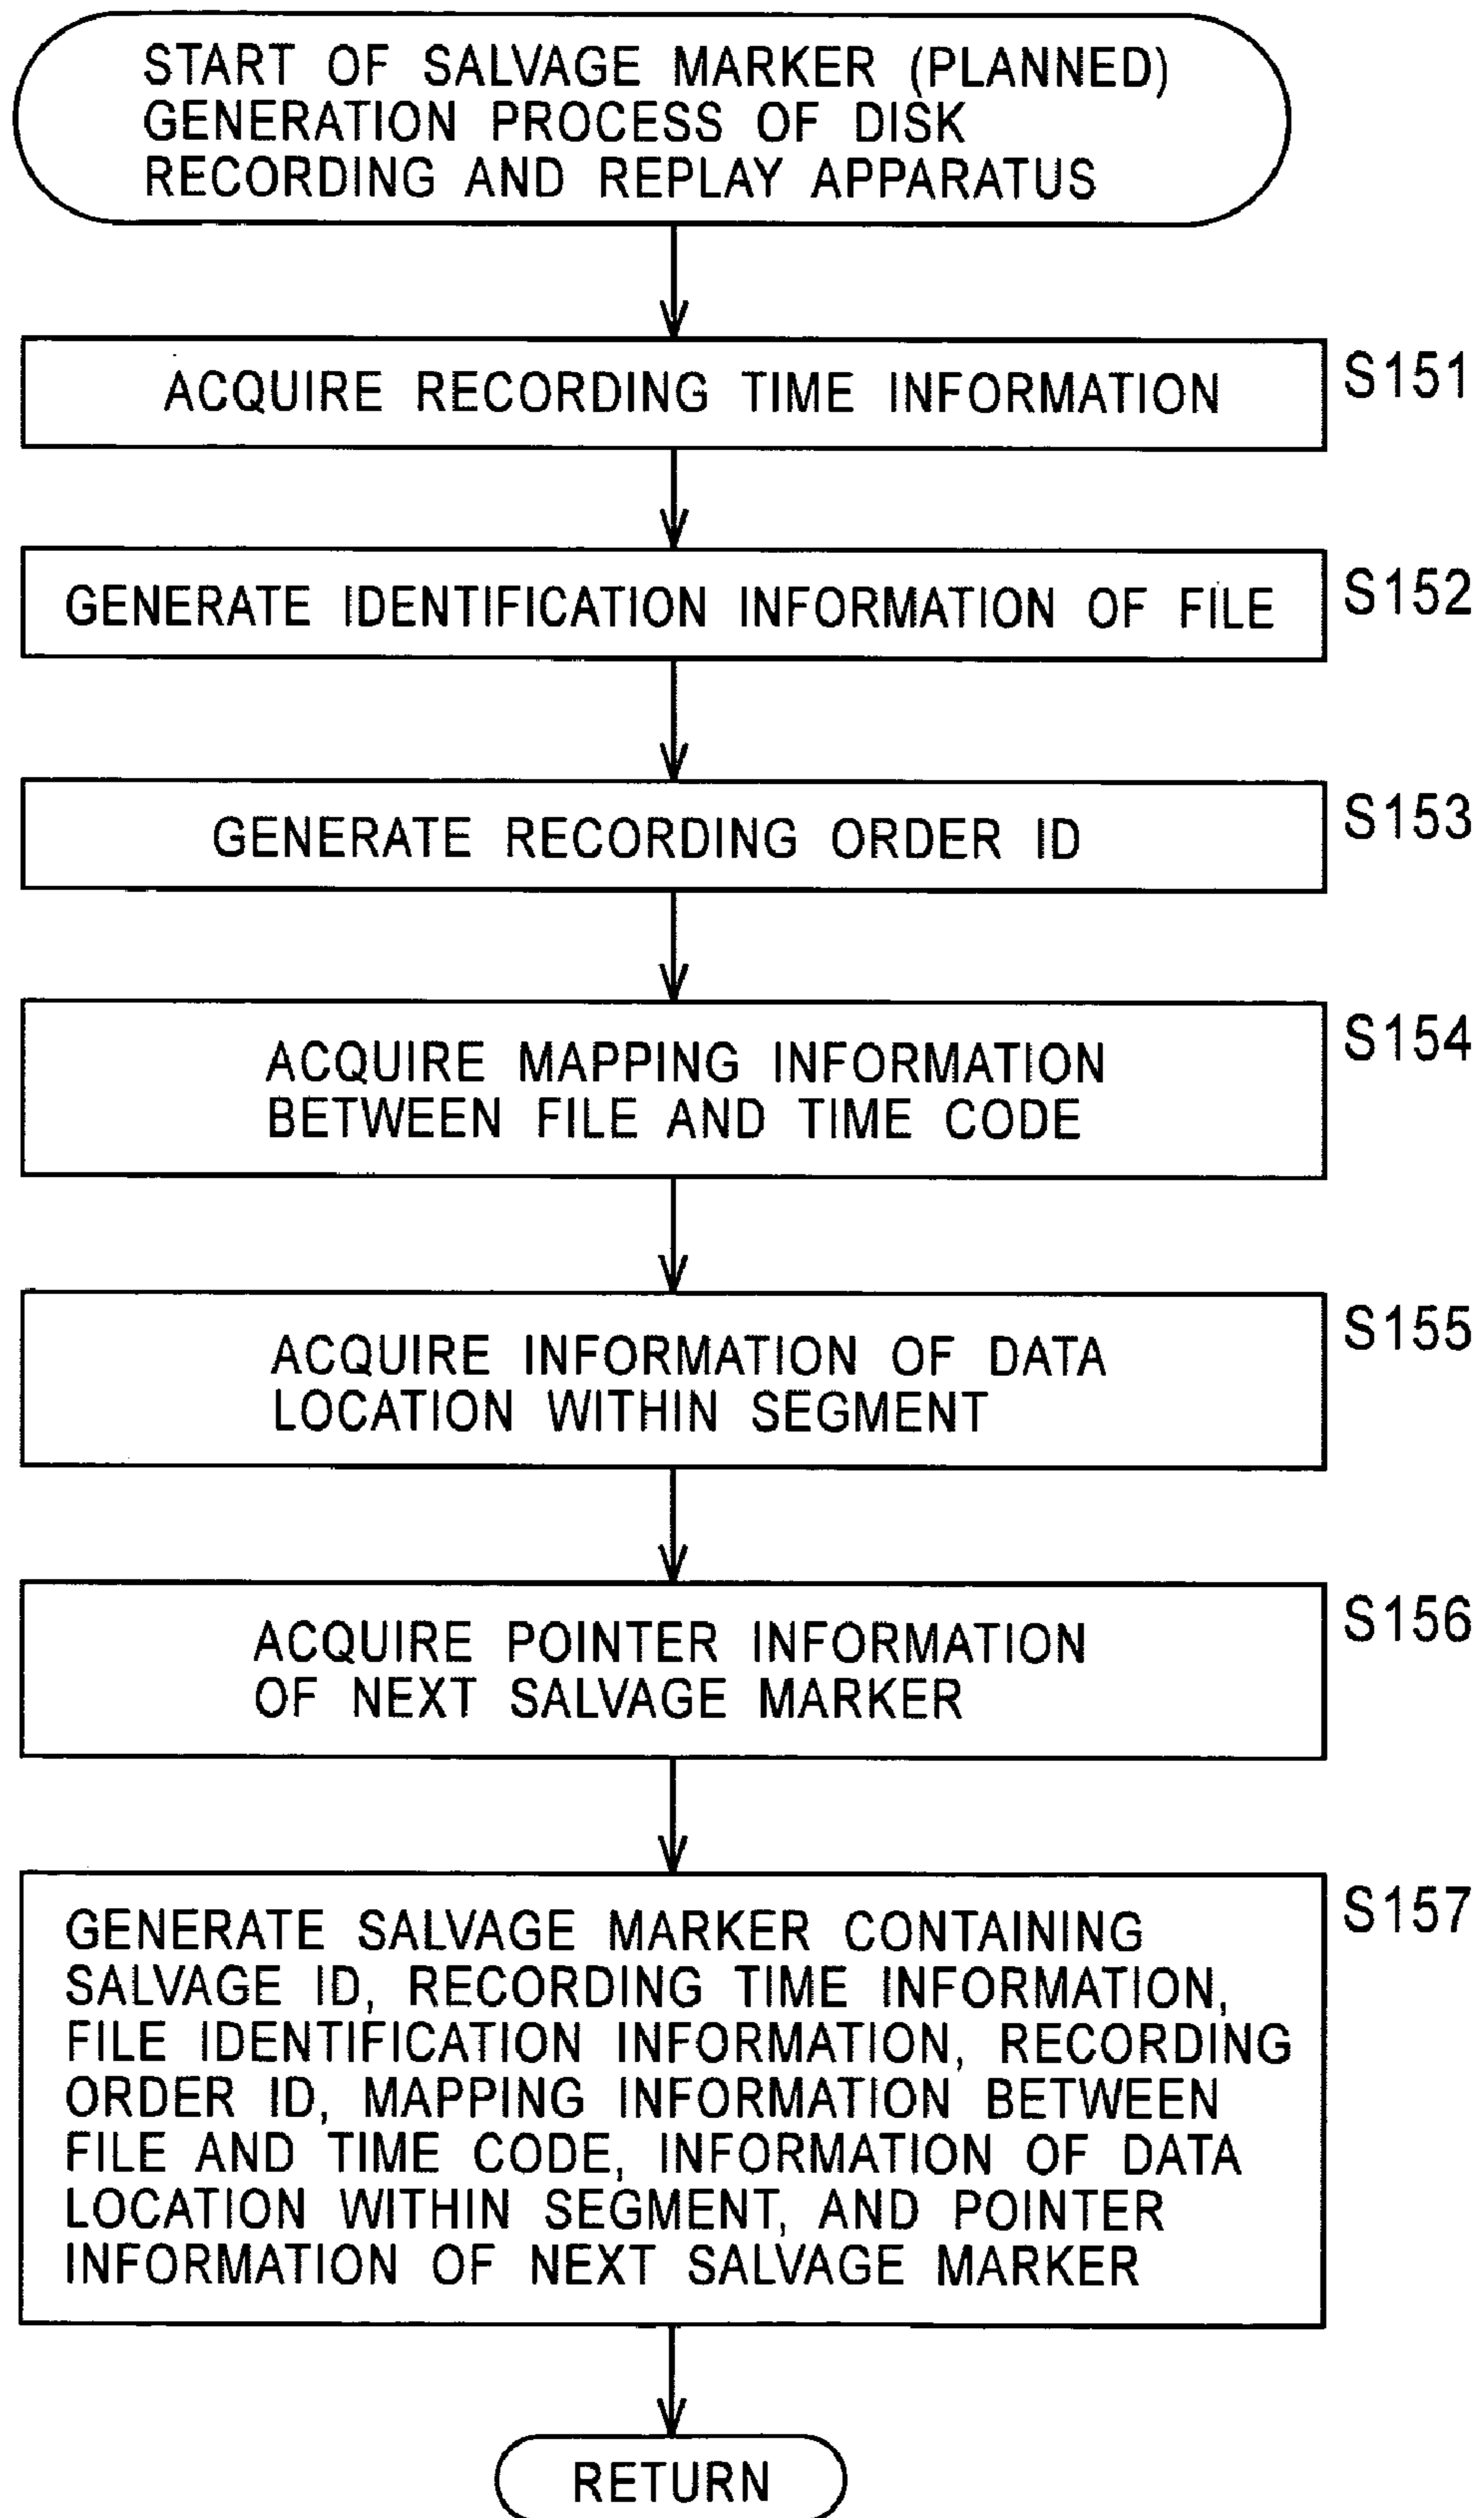 START OF SALVAGE MARKER (PLANNED)
GENERATION PROCESS OF DISK
RECORDING AND REPLAY APPARATUS
ACQUIRE RECORDING TIME INFORMATION
S151
GENERATE IDENTIFICATION INFORMATION OF FILE
S152
GENERATE RECORDING ORDER ID
S153
ACQUIRE MAPPING INFORMATION
BETWEEN FILE AND TIME CODE
S154
ACQUIRE INFORMATION OF DATA
LOCATION WITHIN SEGMENT
S155
ACQUIRE POINTER INFORMATION
OF NEXT SALVAGE MARKER
S156
GENERATE SALVAGE MARKER CONTAINING
SALVAGE ID, RECORDING TIME INFORMATION,
FILE IDENTIFICATION INFORMATION, RECORDING
ORDER ID, MAPPING INFORMATION BETWEEN
FILE AND TIME CODE, INFORMATION OF DATA
LOCATION WITHIN SEGMENT, AND POINTER
INFORMATION OF NEXT SALVAGE MARKER
S157
RETURN